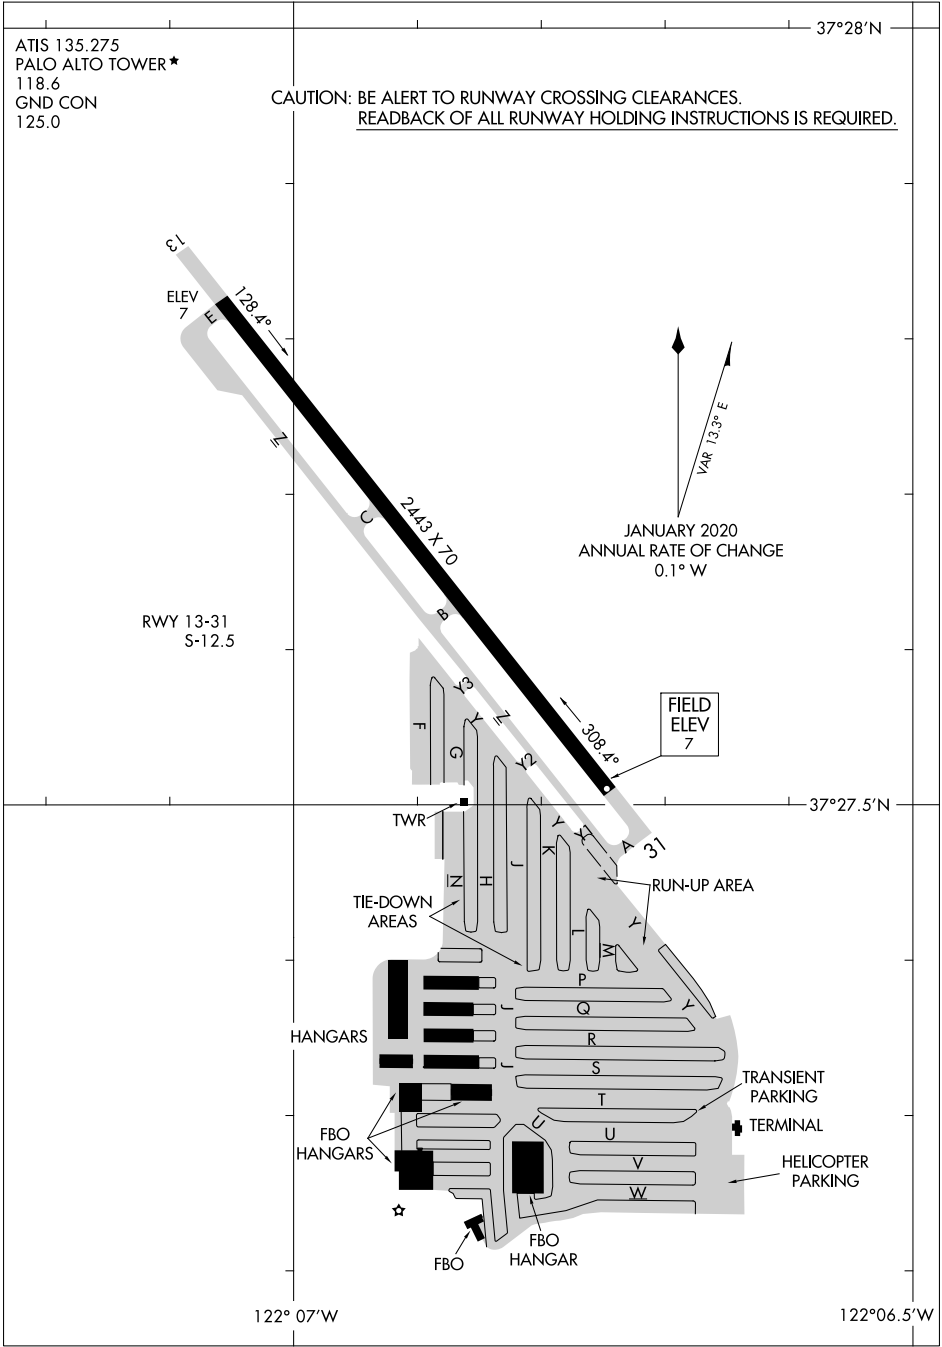 37°28'N
ATIS 135.275
PALO ALTO TOWER★
118.6
GND CON
125.0
CAUTION: BE ALERT TO RUNWAY CROSSING CLEARANCES.
READBACK OF ALL RUNWAY HOLDING INSTRUCTIONS IS REQUIRED.
13
ELEV
7
E
128.4°
VAR 13.3° E
Z
2443 X 70
C
JANUARY 2020
ANNUAL RATE OF CHANGE
0.1° W
B
RWY 13-31
S-12.5
Y3
F
Y
Z
G
308.4°
FIELD
ELEV
7
Y2
37°27.5'N
TWR
Y
Y1
K
J
A
31
N
H
RUN-UP AREA
TIE-DOWN
AREAS
L
M
Y
P
J
Q
Y
HANGARS
R
J
S
T
TRANSIENT
PARKING
U
TERMINAL
FBO
HANGARS
U
V
HELICOPTER
PARKING
W
FBO
HANGAR
FBO
122° 07'W
122°06.5'W